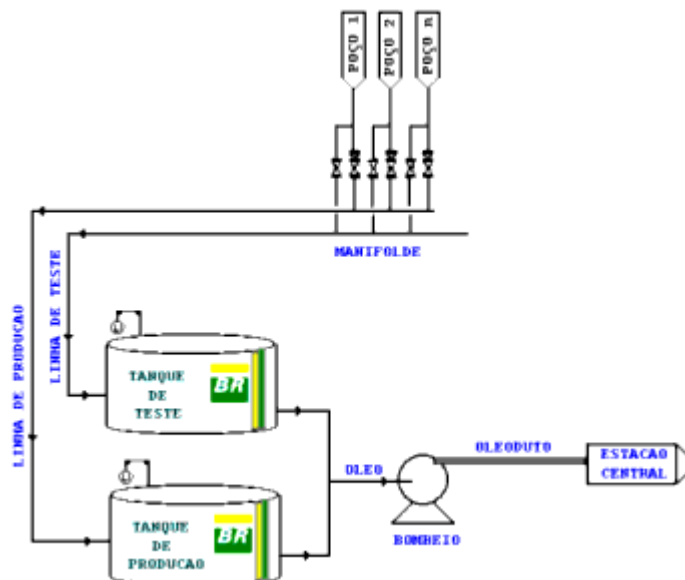 POÇO 1
POÇO 2
POÇO n
MANIFOLDE
LINHA DE TESTE
LINHA DE PRODUCAO
TANQUE
DE
TESTE
BR
OLEO
OLEODUTO
ESTACAO
CENTRAL
BOMBEIO
TANQUE
DE
PRODUCAO
BR